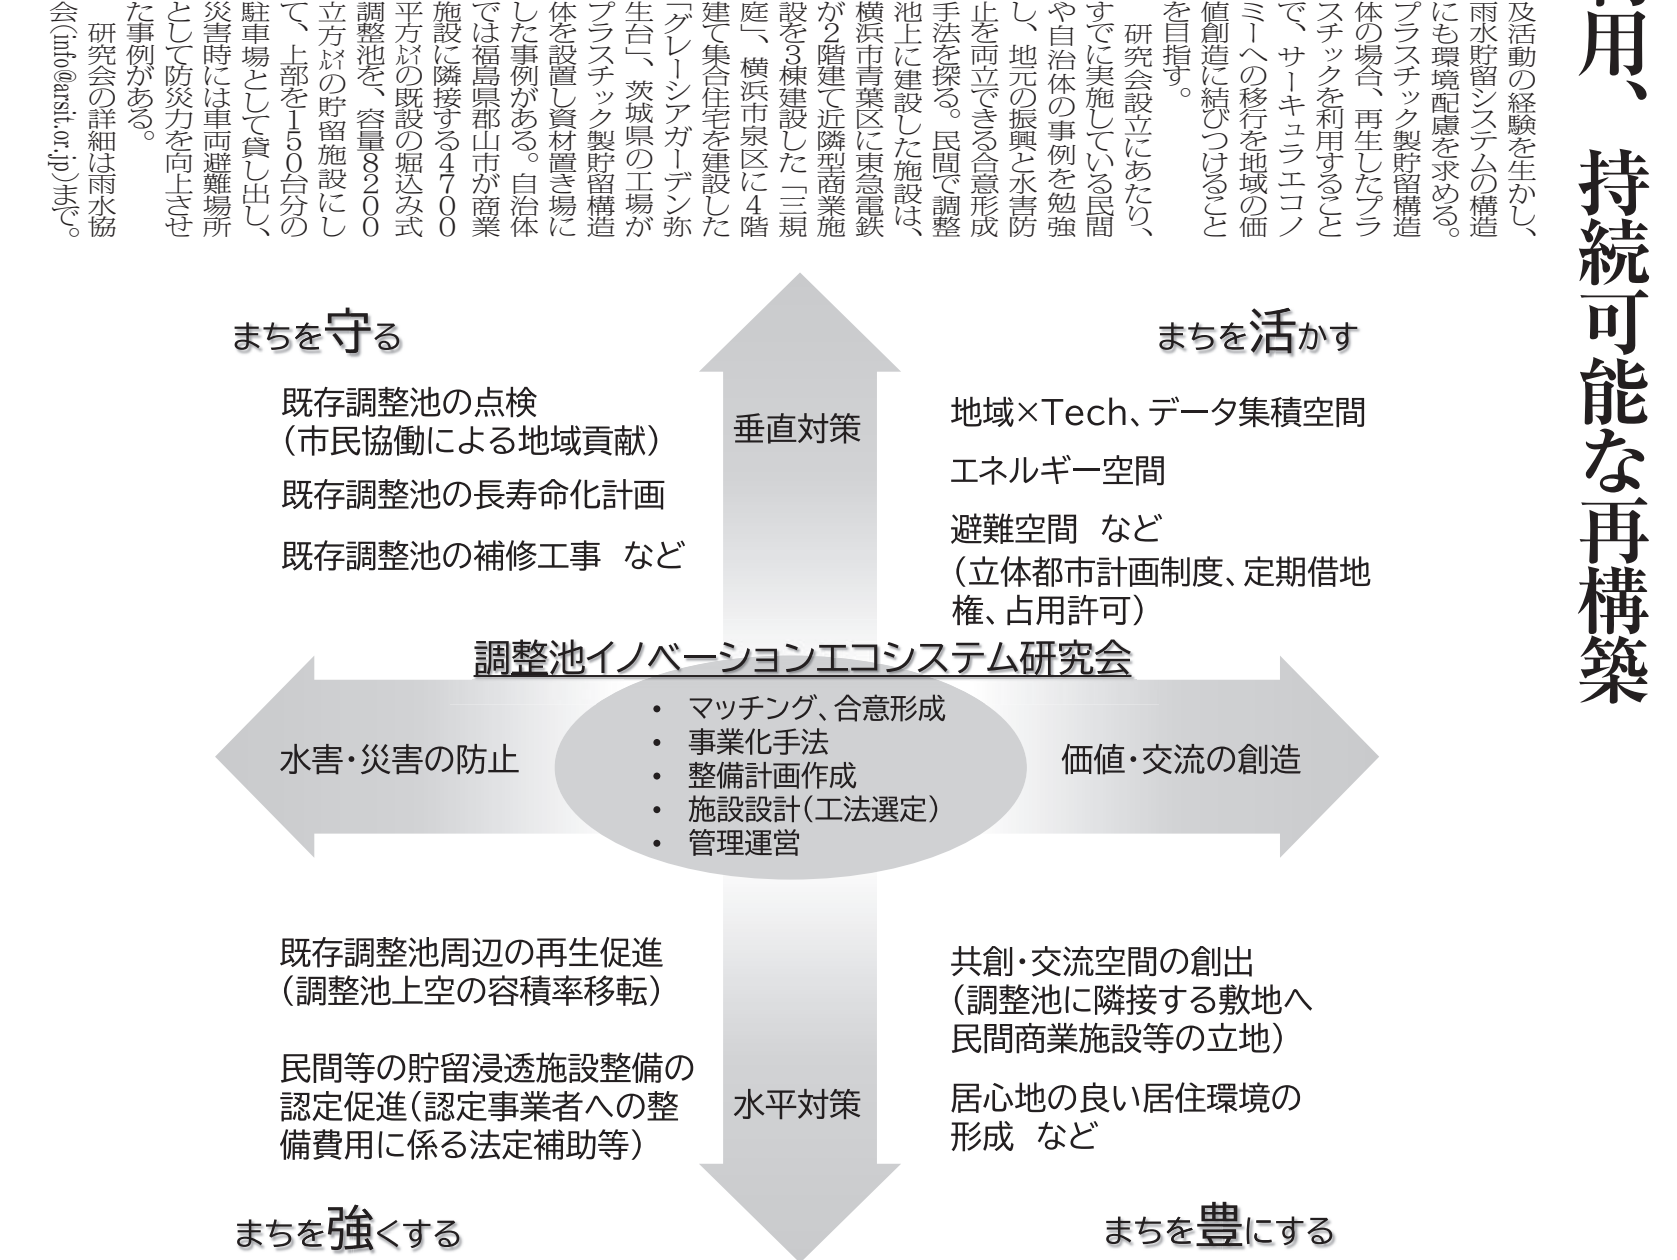 用、持続可能な再構築
及活動の経験を生かし、
雨水貯留システムの構造
にも環境配慮を求める。
プラスチック製貯留構造
体の場合、再生したプラ
スチックを利用すること
で、サーキュラエコノ
ミーへの移行を地域の価
値創造に結びつけること
を目指す。
研究会設立にあたり、
すでに実施している民間
や自治体の事例を勉強
し、地元の振興と水害防
止を両立できる合意形成
手法を探る。民間で調整
池上に建設した施設は、
横浜市青葉区に東急電鉄
が2階建て近隣型商業施
設を3棟建設した「三規
庭」、横浜市泉区に4階
建て集合住宅を建設した
「グレーシアガーデン弥
生台」、茨城県の工場が
プラスチック製貯留構造
体を設置し資材置き場に
した事例がある。自治体
では福島県郡山市が商業
施設に隣接する4700
平方㍍の既設の堀込み式
調整池を、容量8200
立方㍍の貯留施設にし
て、上部を150台分の
駐車場として貸し出し、
災害時には車両避難場所
として防災力を向上させ
た事例がある。
研究会の詳細は雨水協
会(info@arsit.or.jp)まで。
まちを守る
既存調整池の点検
（市民協働による地域貢献）
既存調整池の長寿命化計画
既存調整池の補修工事　など
垂直対策
まちを活かす
地域×Tech、データ集積空間
エネルギー空間
避難空間　など
（立体都市計画制度、定期借地
権、占用許可）
調整池イノベーションエコシステム研究会
水害・災害の防止
• マッチング、合意形成
• 事業化手法
• 整備計画作成
• 施設設計（工法選定）
• 管理運営
価値・交流の創造
既存調整池周辺の再生促進
（調整池上空の容積率移転）
民間等の貯留浸透施設整備の
認定促進（認定事業者への整
備費用に係る法定補助等）
まちを強くする
水平対策
共創・交流空間の創出
（調整池に隣接する敷地へ
民間商業施設等の立地）
居心地の良い居住環境の
形成　など
まちを豊にする